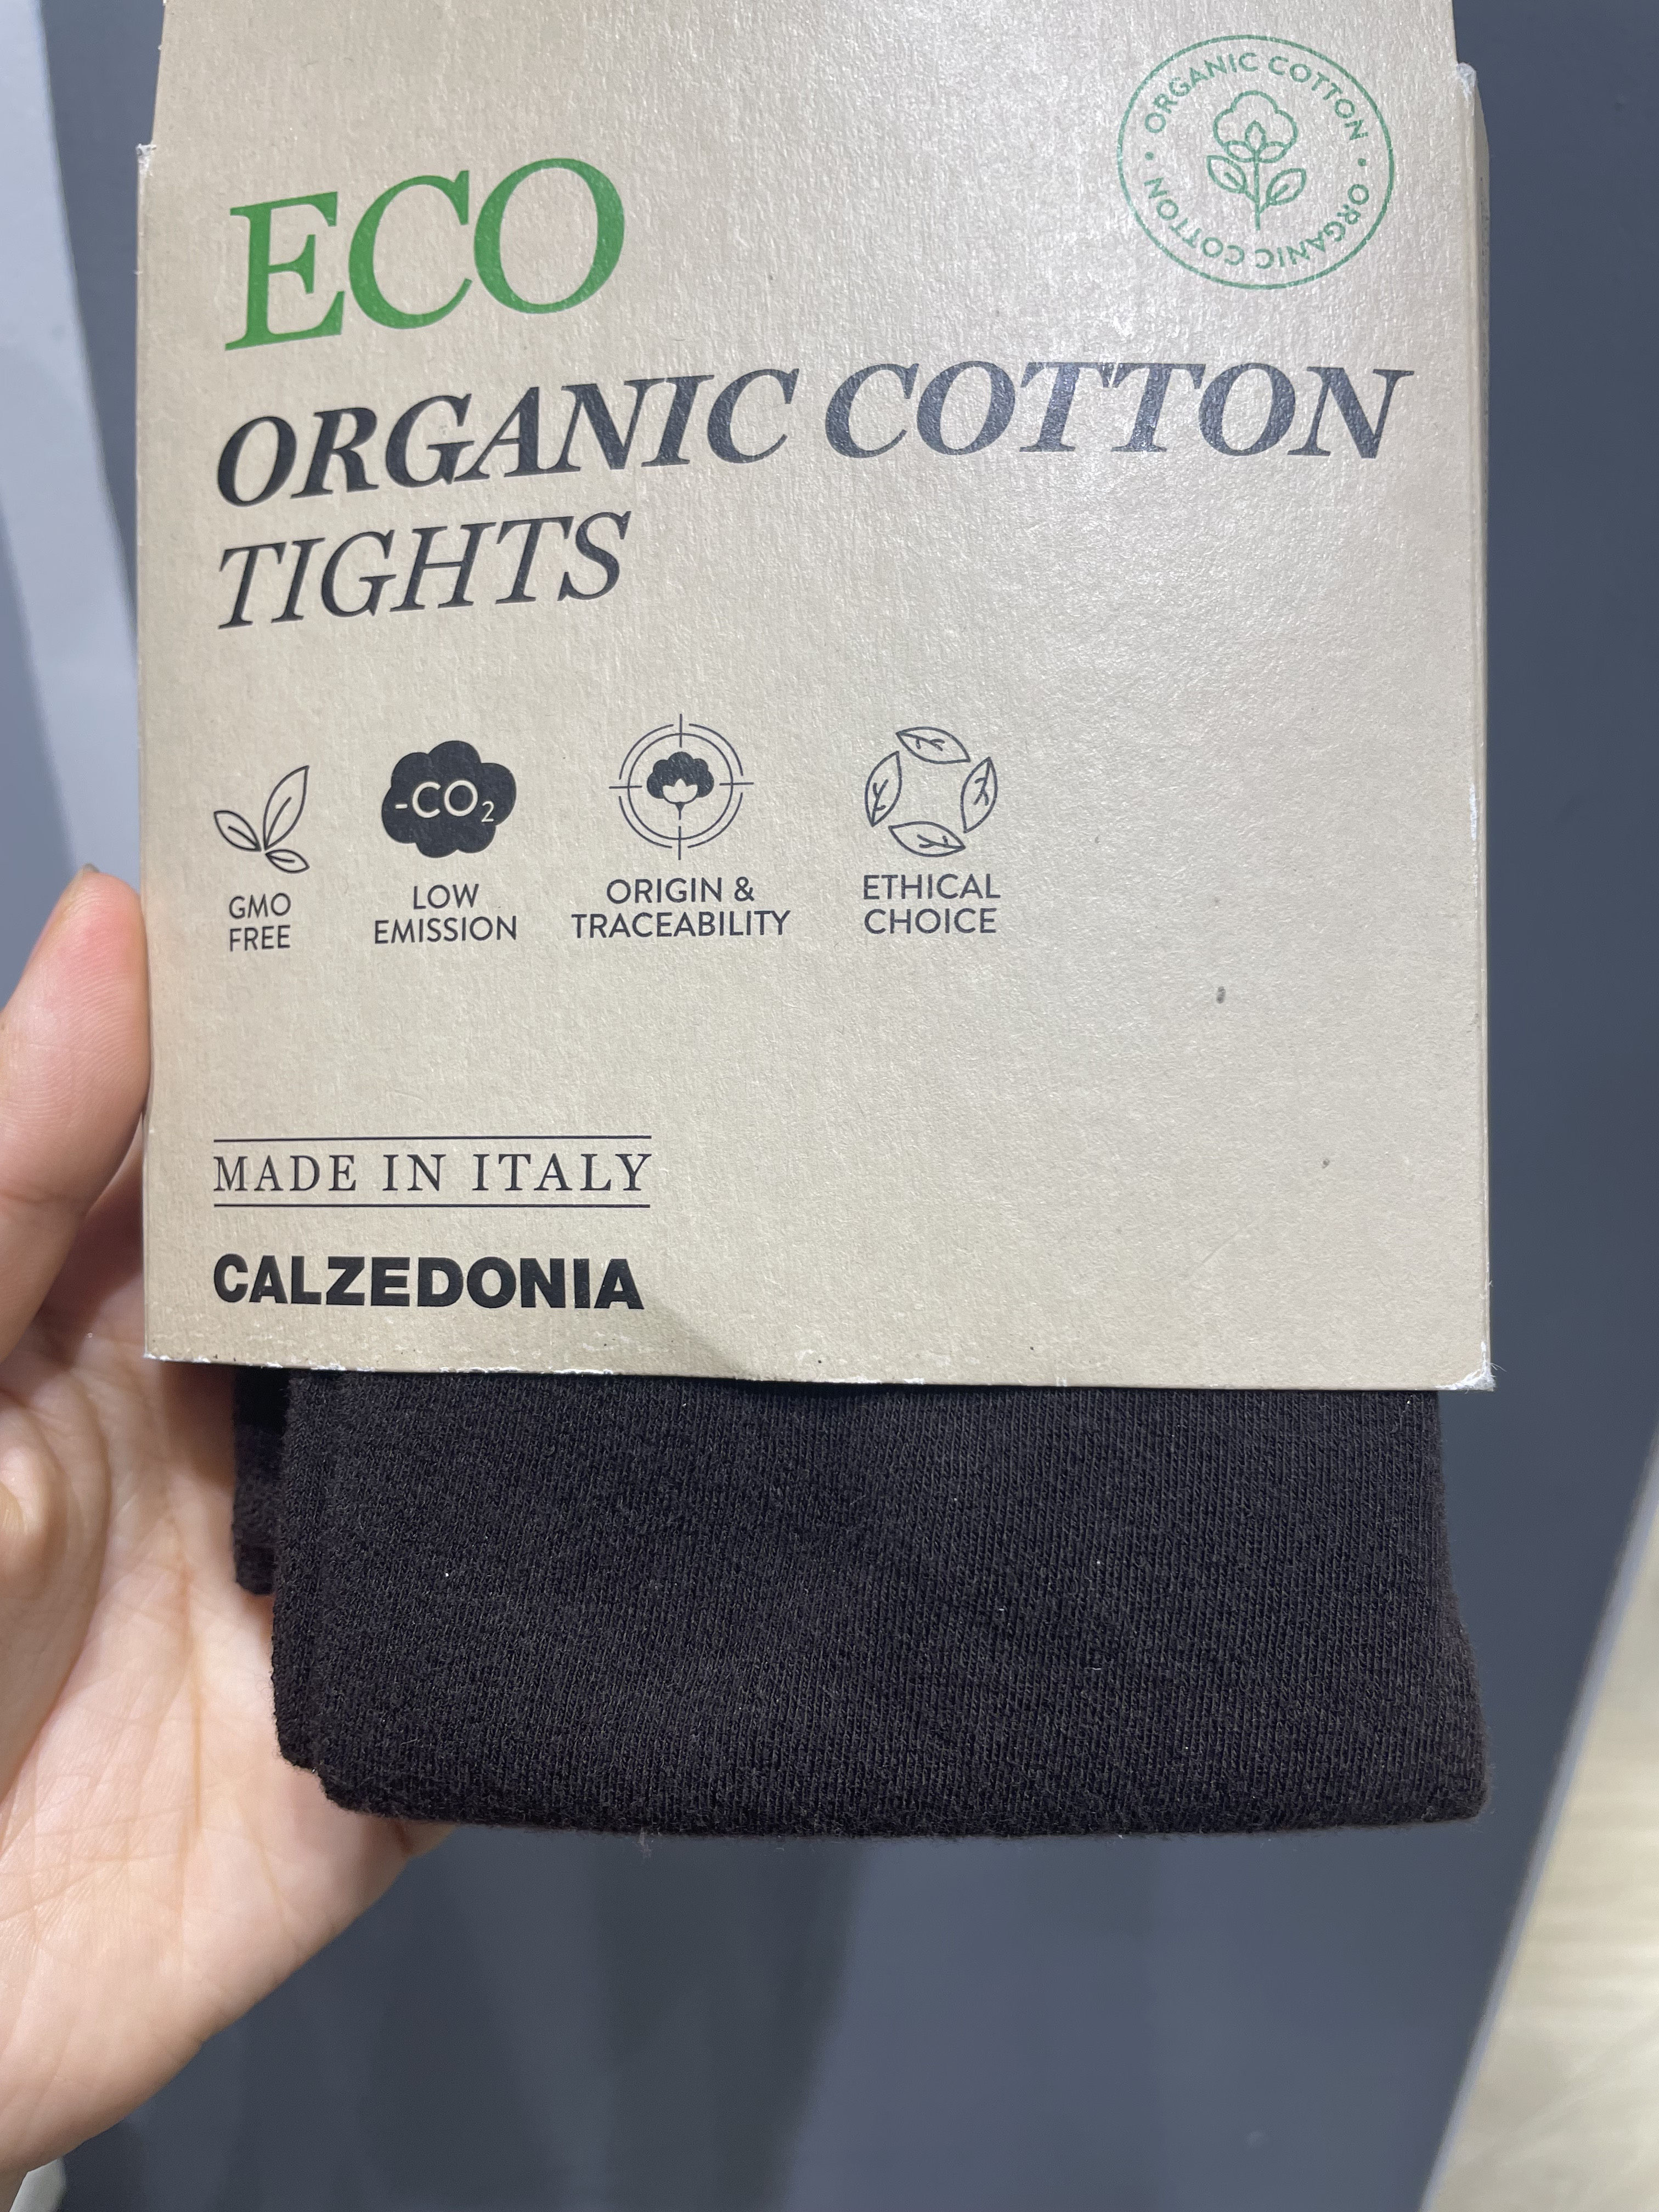 ORGANIC COTTON • ORGANIC COTTON •
ECO
ORGANIC COTTON
TIGHTS
-CO₂
GMO
FREE
LOW
EMISSION
ORIGIN &
TRACEABILITY
ETHICAL
CHOICE
MADE IN ITALY
CALZEDONIA